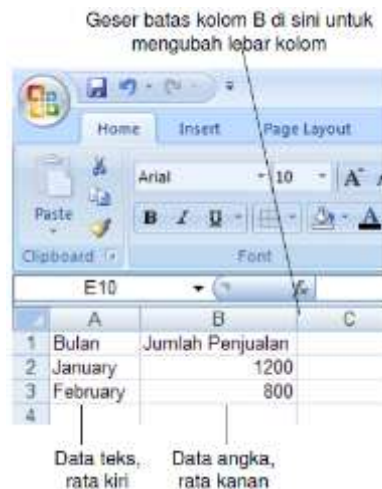 Geser batas kolom B di sini untuk
mengubah lebar kolom
Home Insert Page Layout
Arial 10 A A
Paste B I U A
Clipboard Font
E10 fx
A B C
1 Bulan Jumlah Penjualan
2 January 1200
3 February 800
4
Data teks, Data angka,
rata kiri rata kanan